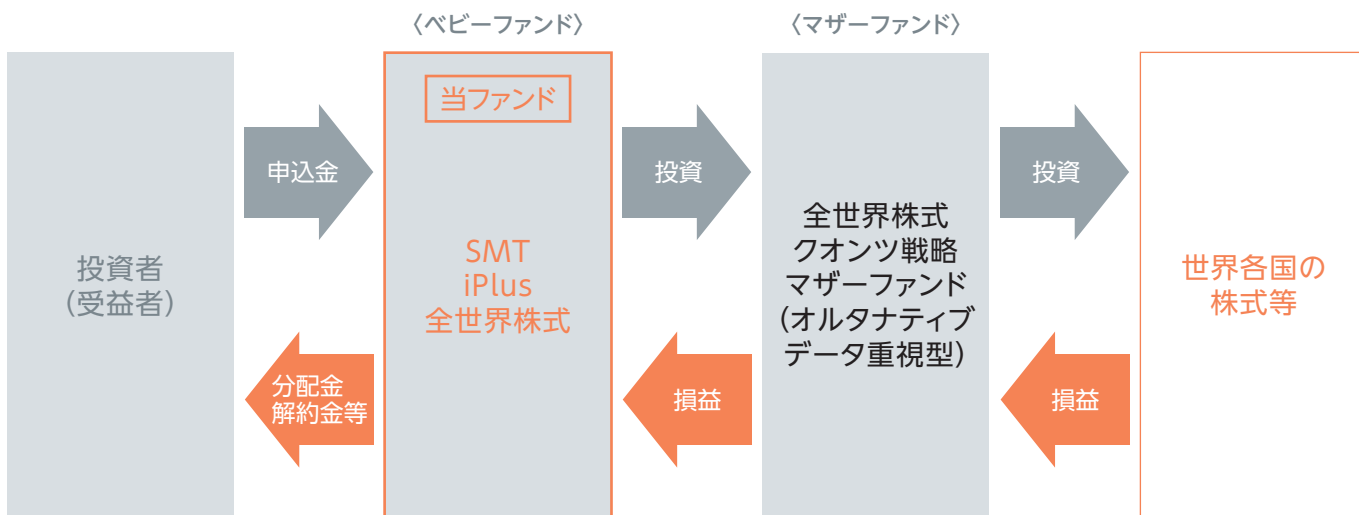 〈ベビーファンド〉
〈マザーファンド〉
投資者
(受益者)
申込金
分配金
解約金等
当ファンド
SMT
iPlus
全世界株式
投資
損益
全世界株式
クオンツ戦略
マザーファンド
(オルタナティブ
データ重視型)
投資
損益
世界各国の
株式等